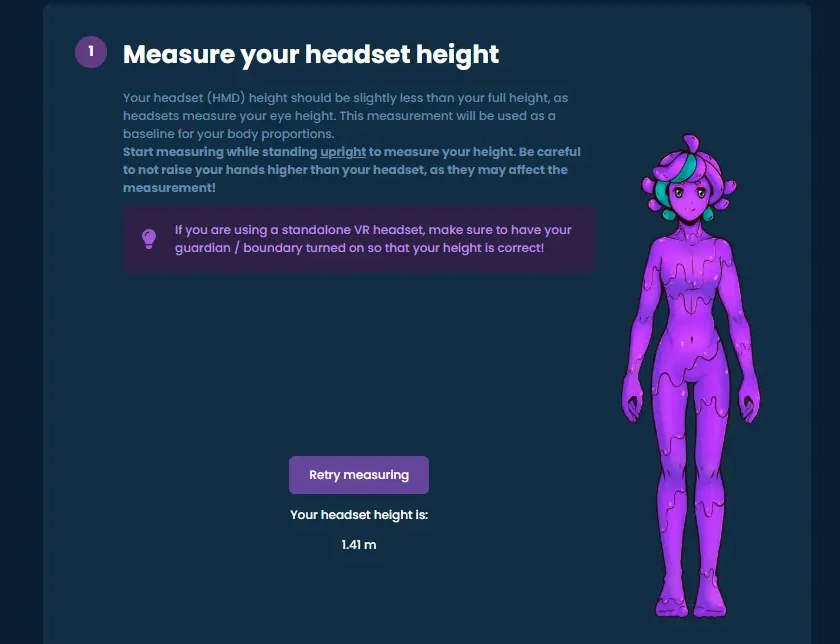 1
Measure your headset height
Your headset (HMD) height should be slightly less than your full height, as
headsets measure your eye height. This measurement will be used as a
baseline for your body proportions.
Start measuring while standing upright to measure your height. Be careful
to not raise your hands higher than your headset, as they may affect the
measurement!
If you are using a standalone VR headset, make sure to have your
guardian / boundary turned on so that your height is correct!
Retry measuring
Your headset height is:
1.41 m